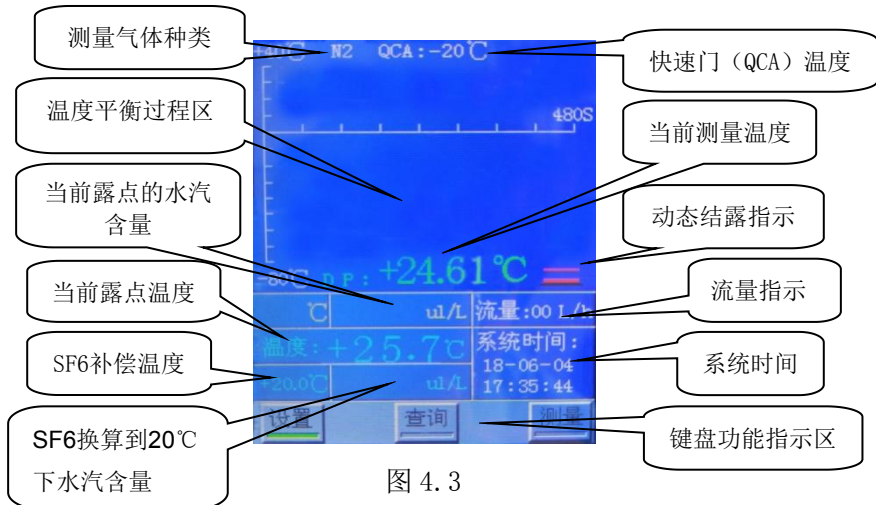 测量气体种类
+30℃ N2 QCA:-20℃
快速门（QCA）温度
温度平衡过程区
480S
当前测量温度
当前露点的水汽
含量
动态结露指示
-80℃ D.P.: +24.61℃
当前露点温度
流量指示
℃ ul/L 流量:00 L/h
温度:+25.7℃
系统时间:
18-06-04
17:35:44
SF6补偿温度
系统时间
+20.0℃ ul/L
设置 查询 测量
SF6换算到20℃
下水汽含量
键盘功能指示区
图 4.3